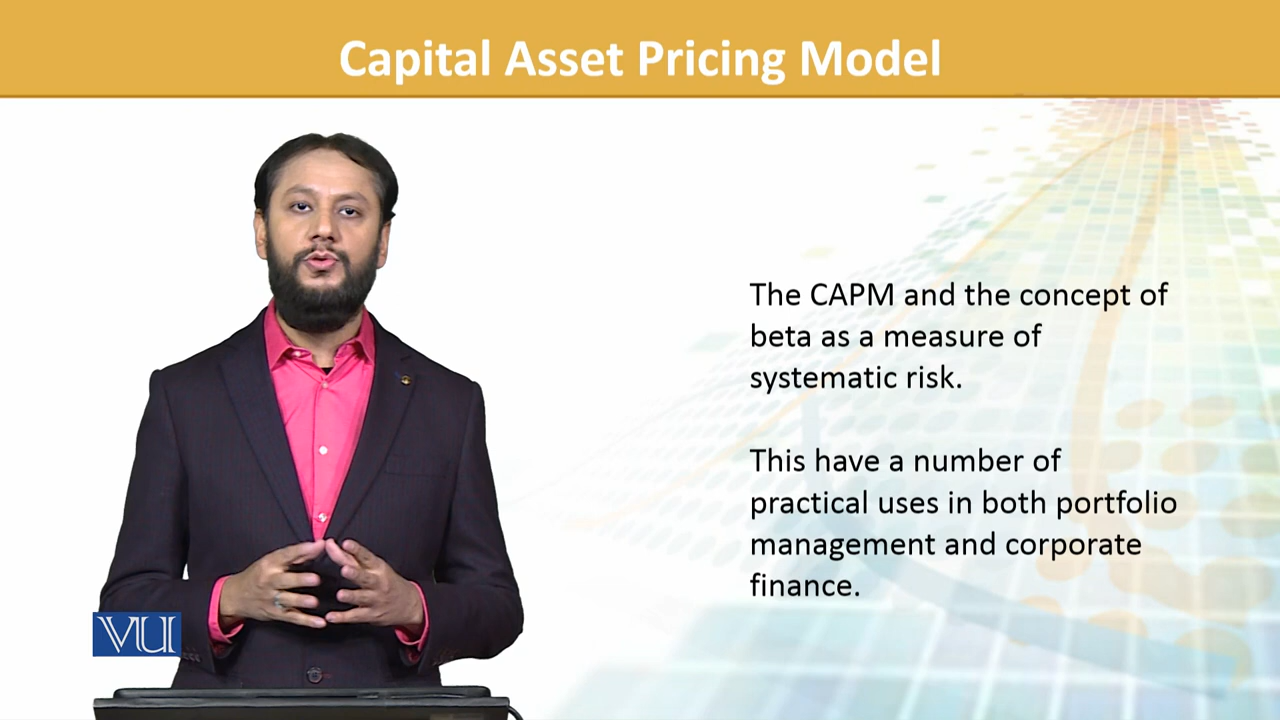 Capital Asset Pricing Model
The CAPM and the concept of
beta as a measure of
systematic risk.
This have a number of
practical uses in both portfolio
management and corporate
finance.
VU